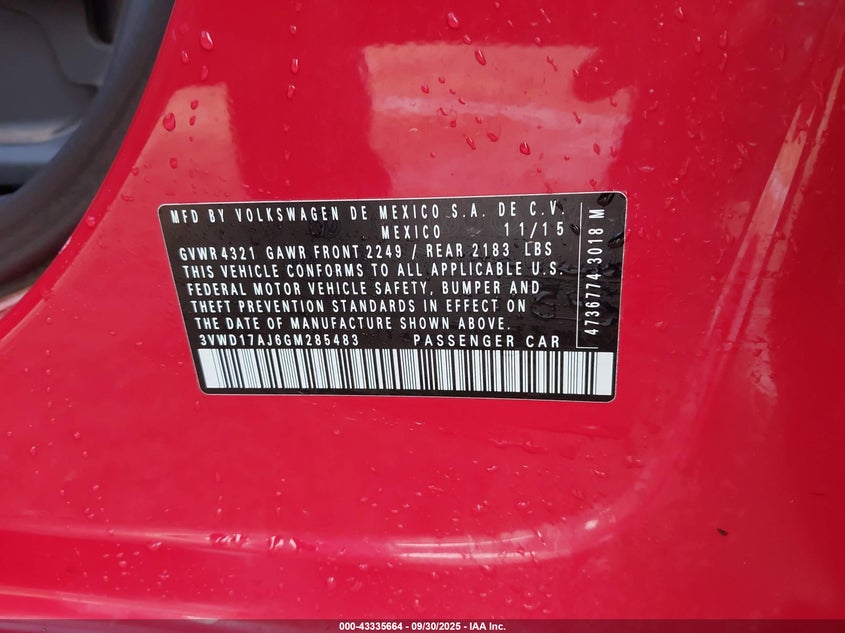 MFD BY VOLKSWAGEN DE MEXICO S.A. DE C.V.
MEXICO 11/15
GVWR 4321 GAWR FRONT 2249 / REAR 2183 LBS
THIS VEHICLE CONFORMS TO ALL APPLICABLE U.S.
FEDERAL MOTOR VEHICLE SAFETY, BUMPER AND
THEFT PREVENTION STANDARDS IN EFFECT ON
THE DATE OF MANUFACTURE SHOWN ABOVE.
3VWD17AJ6GM285483 PASSENGER CAR
4736774 3018 M
000-43335664 - 09/30/2025 - IAA Inc.